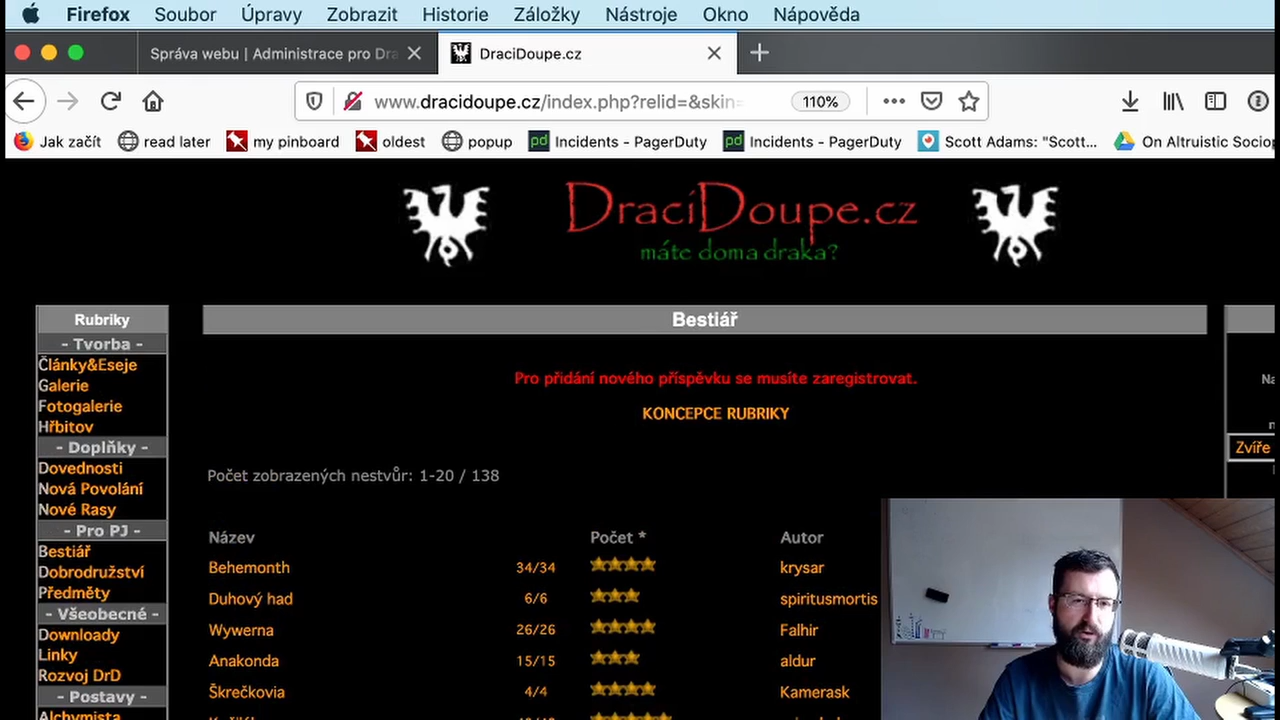 Firefox Soubor Úpravy Zobrazit Historie Záložky Nástroje Okno Nápověda
Správa webu | Administrace pro Dra
DraciDoupe.cz
www.dracidoupe.cz/index.php?relid=&skin= 110%
Jak začít read later my pinboard oldest popup Incidents - PagerDuty Incidents - PagerDuty Scott Adams: "Scott... On Altruistic Sociop
DraciDoupe.cz
máte doma draka?
Rubriky
- Tvorba -
Články&Eseje
Galerie
Fotogalerie
Hřbitov
- Doplňky -
Dovednosti
Nová Povolání
Nové Rasy
- Pro PJ -
Bestiář
Dobrodružství
Předměty
- Všeobecné -
Downloady
Linky
Rozvoj DrD
- Postavy -
Alchymista
Bestiář
Pro přidání nového příspěvku se musíte zaregistrovat.
KONCEPCE RUBRIKY
Počet zobrazených nestvůr: 1-20 / 138
Název Počet * Autor
Behemonth 34/34 krysar
Duhový had 6/6 spiritusmortis
Wywerna 26/26 Falhir
Anakonda 15/15 aldur
Škrečkovia 4/4 Kamerask
Na
Zvíře